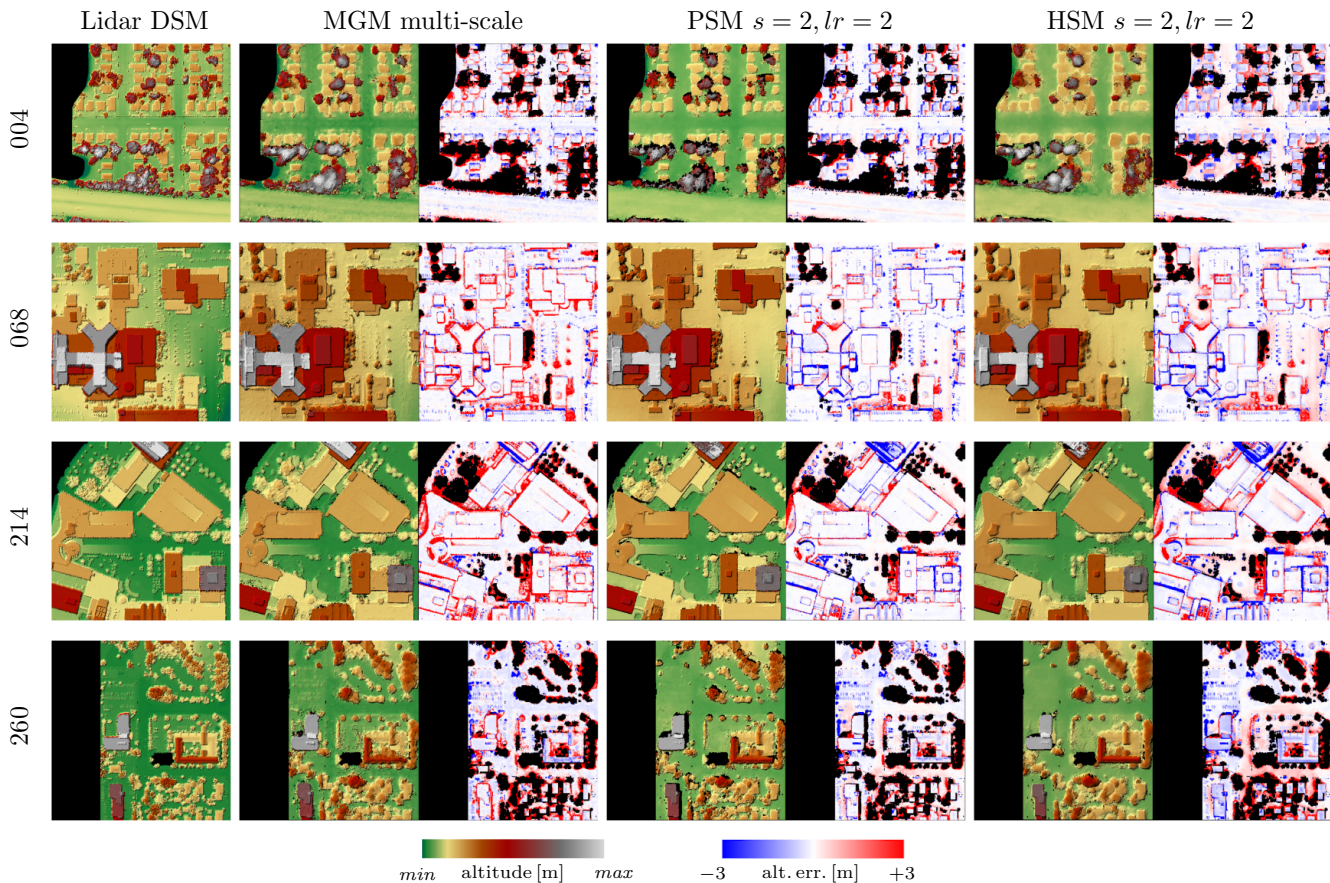 Lidar DSM MGM multi-scale PSM s = 2, lr = 2 HSM s = 2, lr = 2
004
068
214
260
min altitude [m] max −3 alt. err. [m] +3